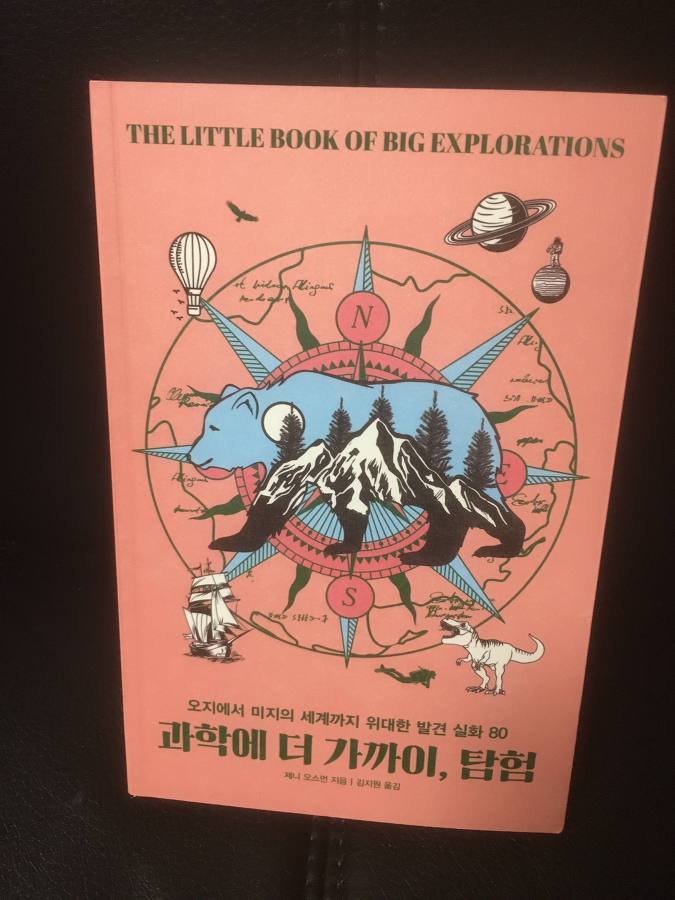 THE LITTLE BOOK OF BIG EXPLORATIONS
N
E
S
오지에서 미지의 세계까지 위대한 발견 실화 80
과학에 더 가까이, 탐험
제니 오스먼 지음 | 김지원 옮김